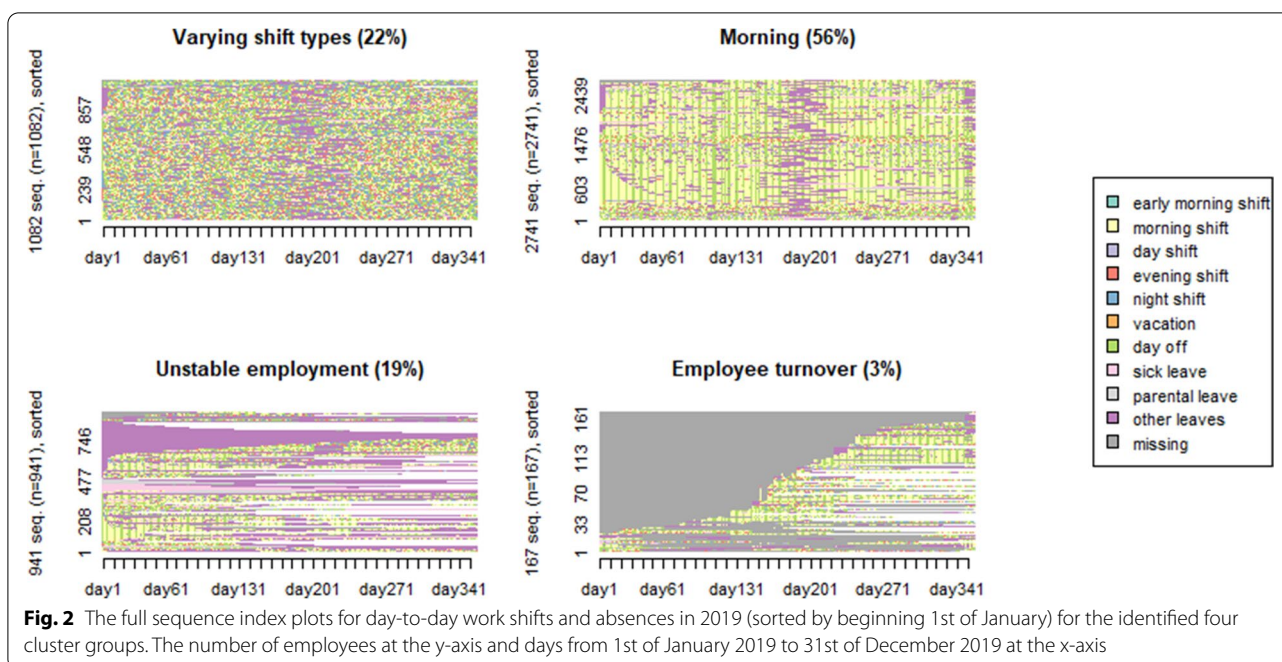 Varying shift types (22%)
1082 seq. (n=1082), sorted
1 239 548 857
day1 day61 day131 day201 day271 day341
Morning (56%)
2741 seq. (n=2741), sorted
1 603 1476 2439
day1 day61 day131 day201 day271 day341
early morning shift
morning shift
day shift
evening shift
night shift
vacation
day off
sick leave
parental leave
other leaves
missing
Unstable employment (19%)
941 seq. (n=941), sorted
1 208 477 746
day1 day61 day131 day201 day271 day341
Employee turnover (3%)
167 seq. (n=167), sorted
1 33 70 113 161
day1 day61 day131 day201 day271 day341
Fig. 2 The full sequence index plots for day-to-day work shifts and absences in 2019 (sorted by beginning 1st of January) for the identified four
cluster groups. The number of employees at the y-axis and days from 1st of January 2019 to 31st of December 2019 at the x-axis